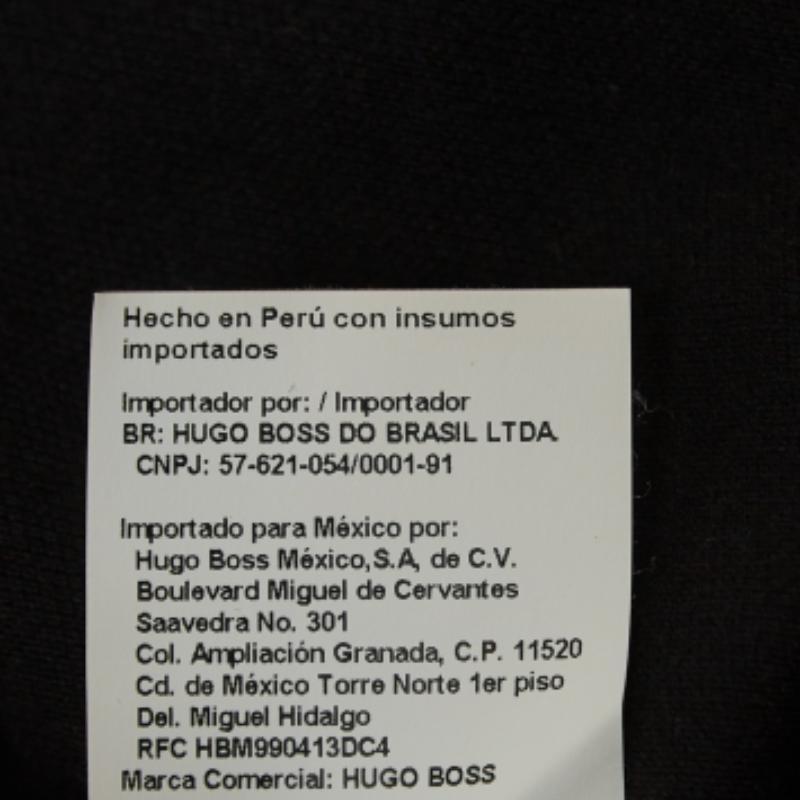 Hecho en Perú con insumos
importados
Importador por: / Importador
BR: HUGO BOSS DO BRASIL LTDA.
CNPJ: 57-621-054/0001-91
Importado para México por:
Hugo Boss México,S.A, de C.V.
Boulevard Miguel de Cervantes
Saavedra No. 301
Col. Ampliación Granada, C.P. 11520
Cd. de México Torre Norte 1er piso
Del. Miguel Hidalgo
RFC HBM990413DC4
Marca Comercial: HUGO BOSS